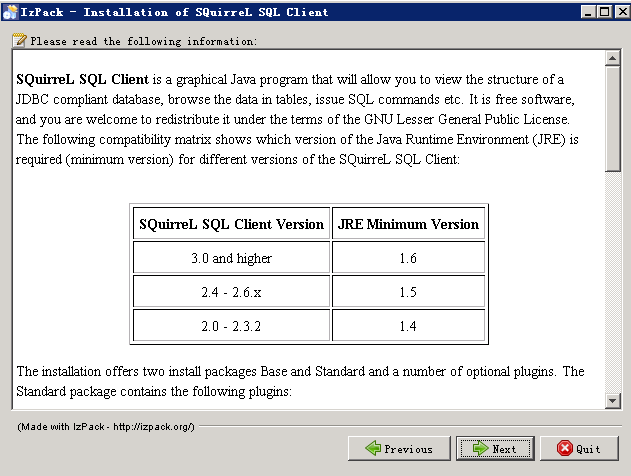 IzPack - Installation of SQuirreL SQL Client
Please read the following information:
SQuirreL SQL Client is a graphical Java program that will allow you to view the structure of a
JDBC compliant database, browse the data in tables, issue SQL commands etc. It is free software,
and you are welcome to redistribute it under the terms of the GNU Lesser General Public License.
The following compatibility matrix shows which version of the Java Runtime Environment (JRE) is
required (minimum version) for different versions of the SQuirreL SQL Client:
SQuirreL SQL Client Version JRE Minimum Version
3.0 and higher 1.6
2.4 - 2.6.x 1.5
2.0 - 2.3.2 1.4
The installation offers two install packages Base and Standard and a number of optional plugins. The
Standard package contains the following plugins:
(Made with IzPack - http://izpack.org/)
Previous Next Quit